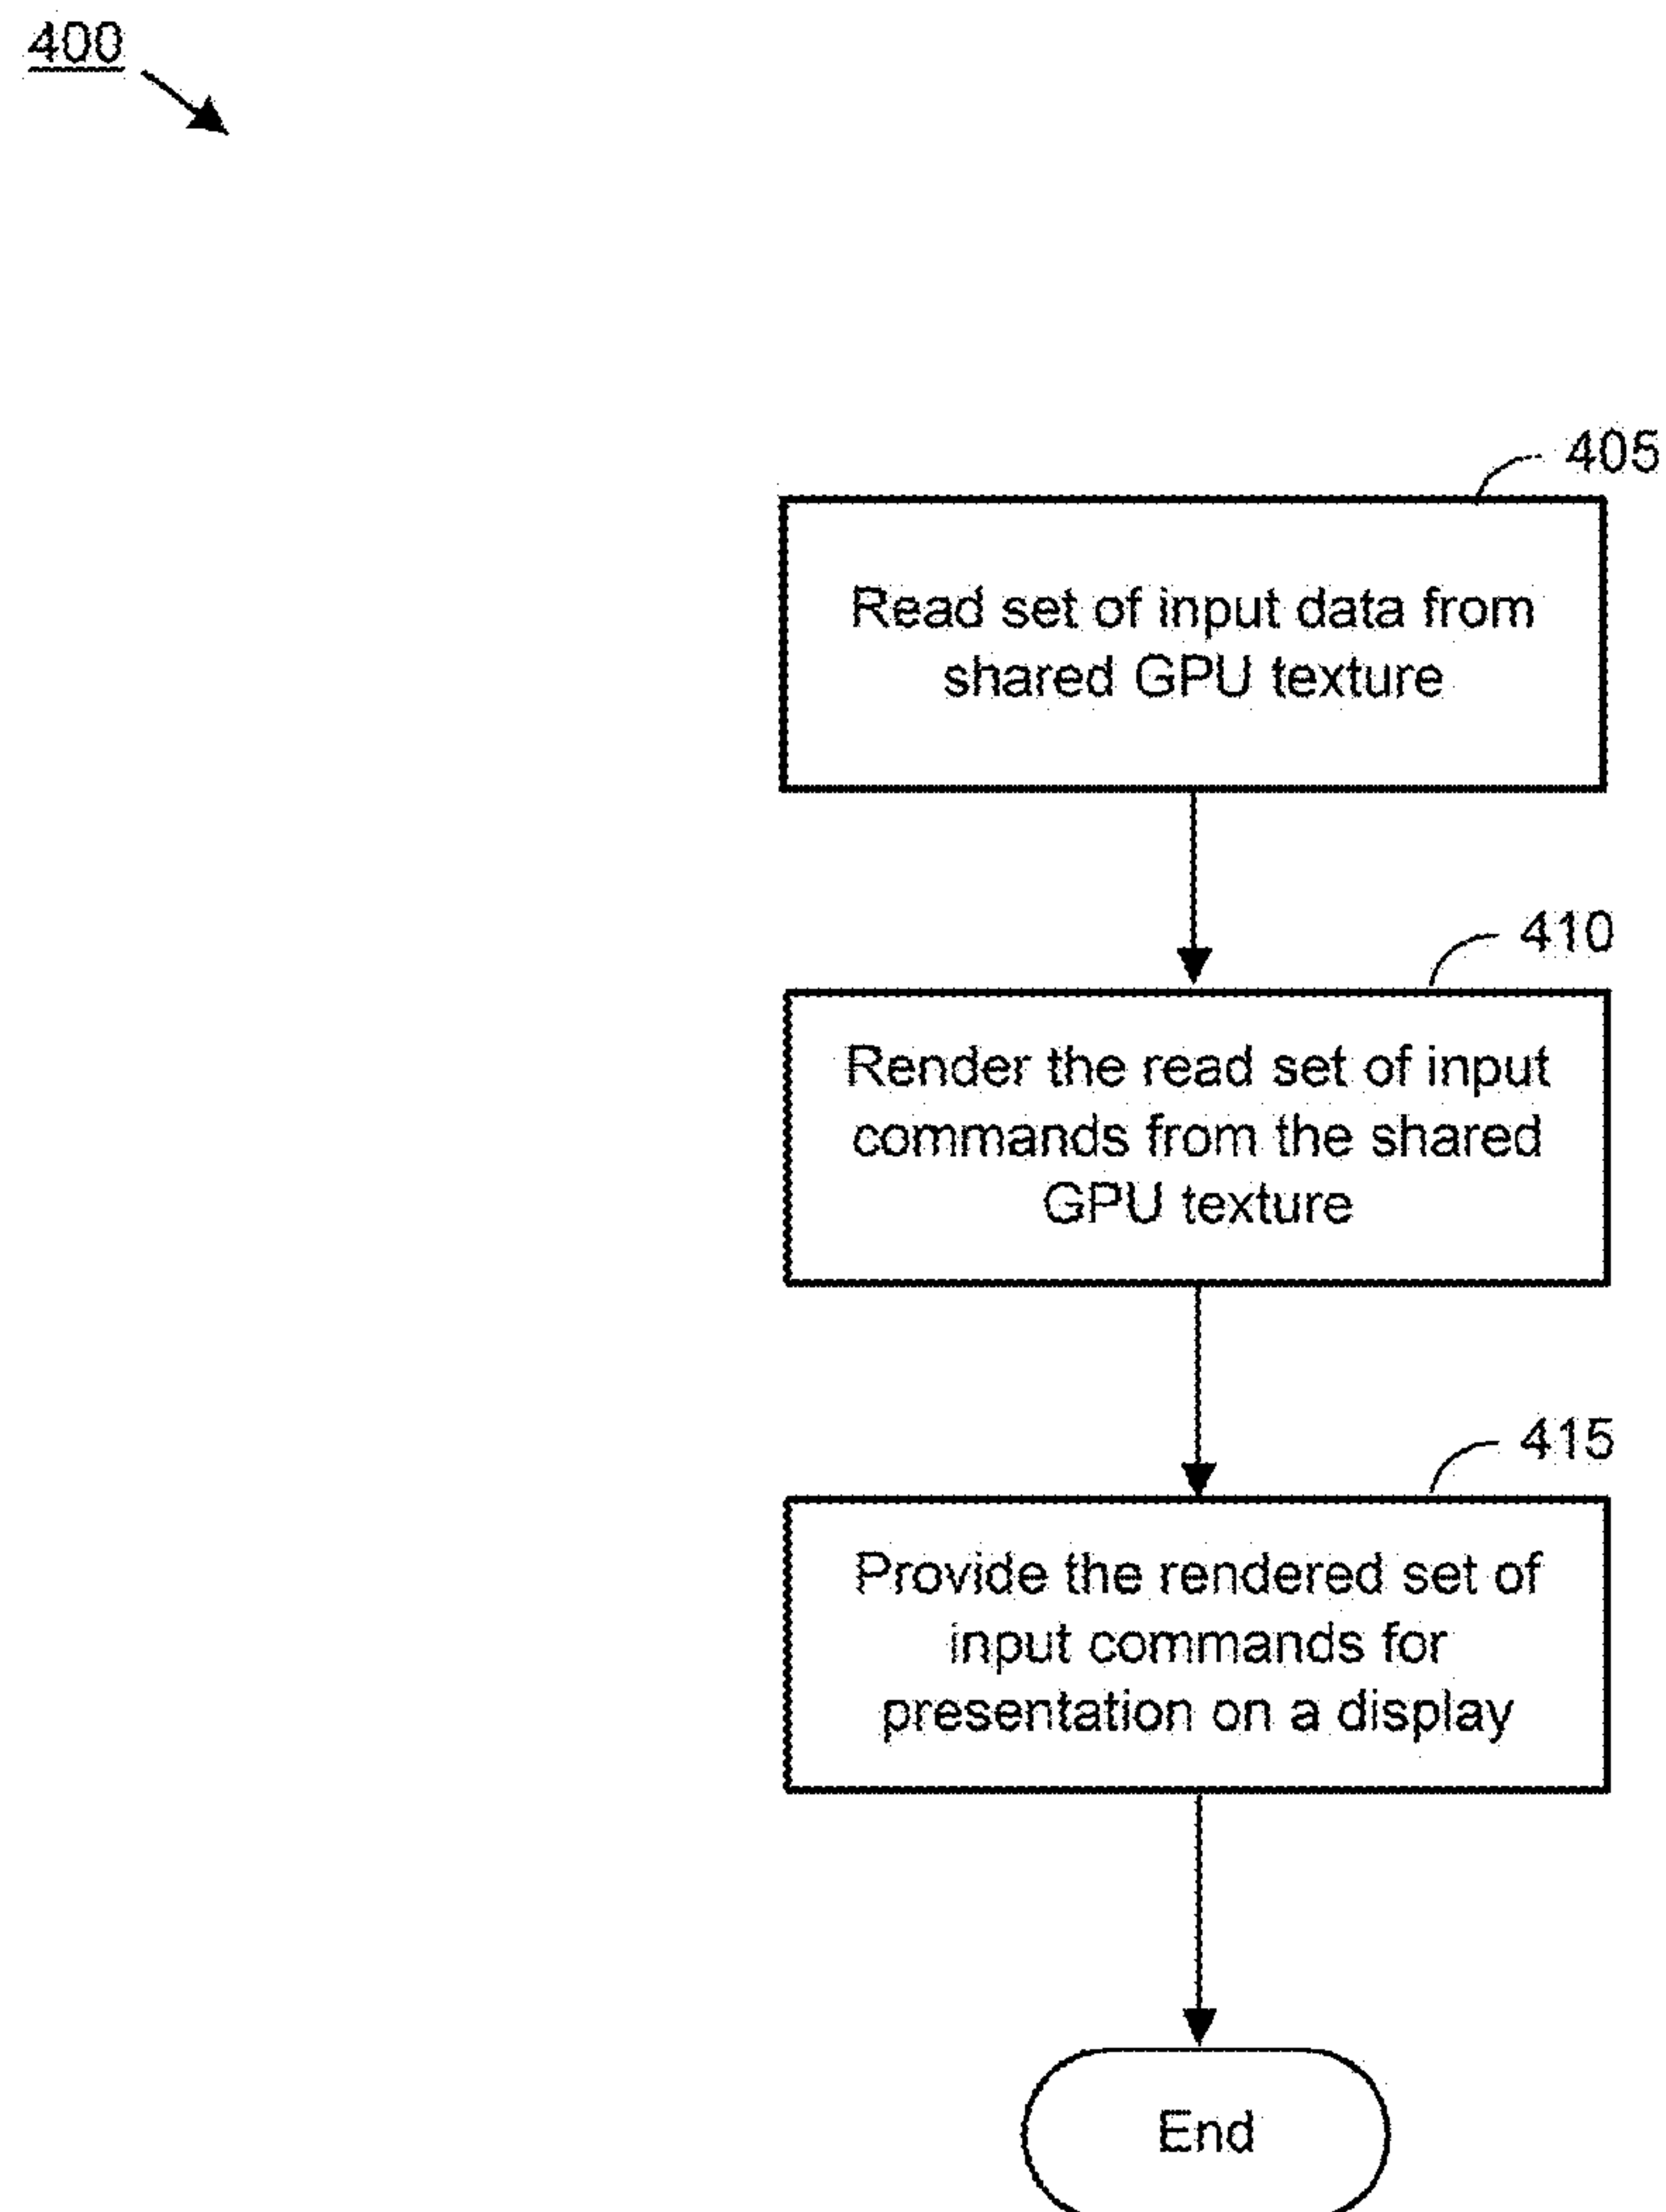 400
405
Read set of input data from
shared GPU texture
410
Render the read set of input
commands from the shared
GPU texture
415
Provide the rendered set of
input commands for
presentation on a display
End